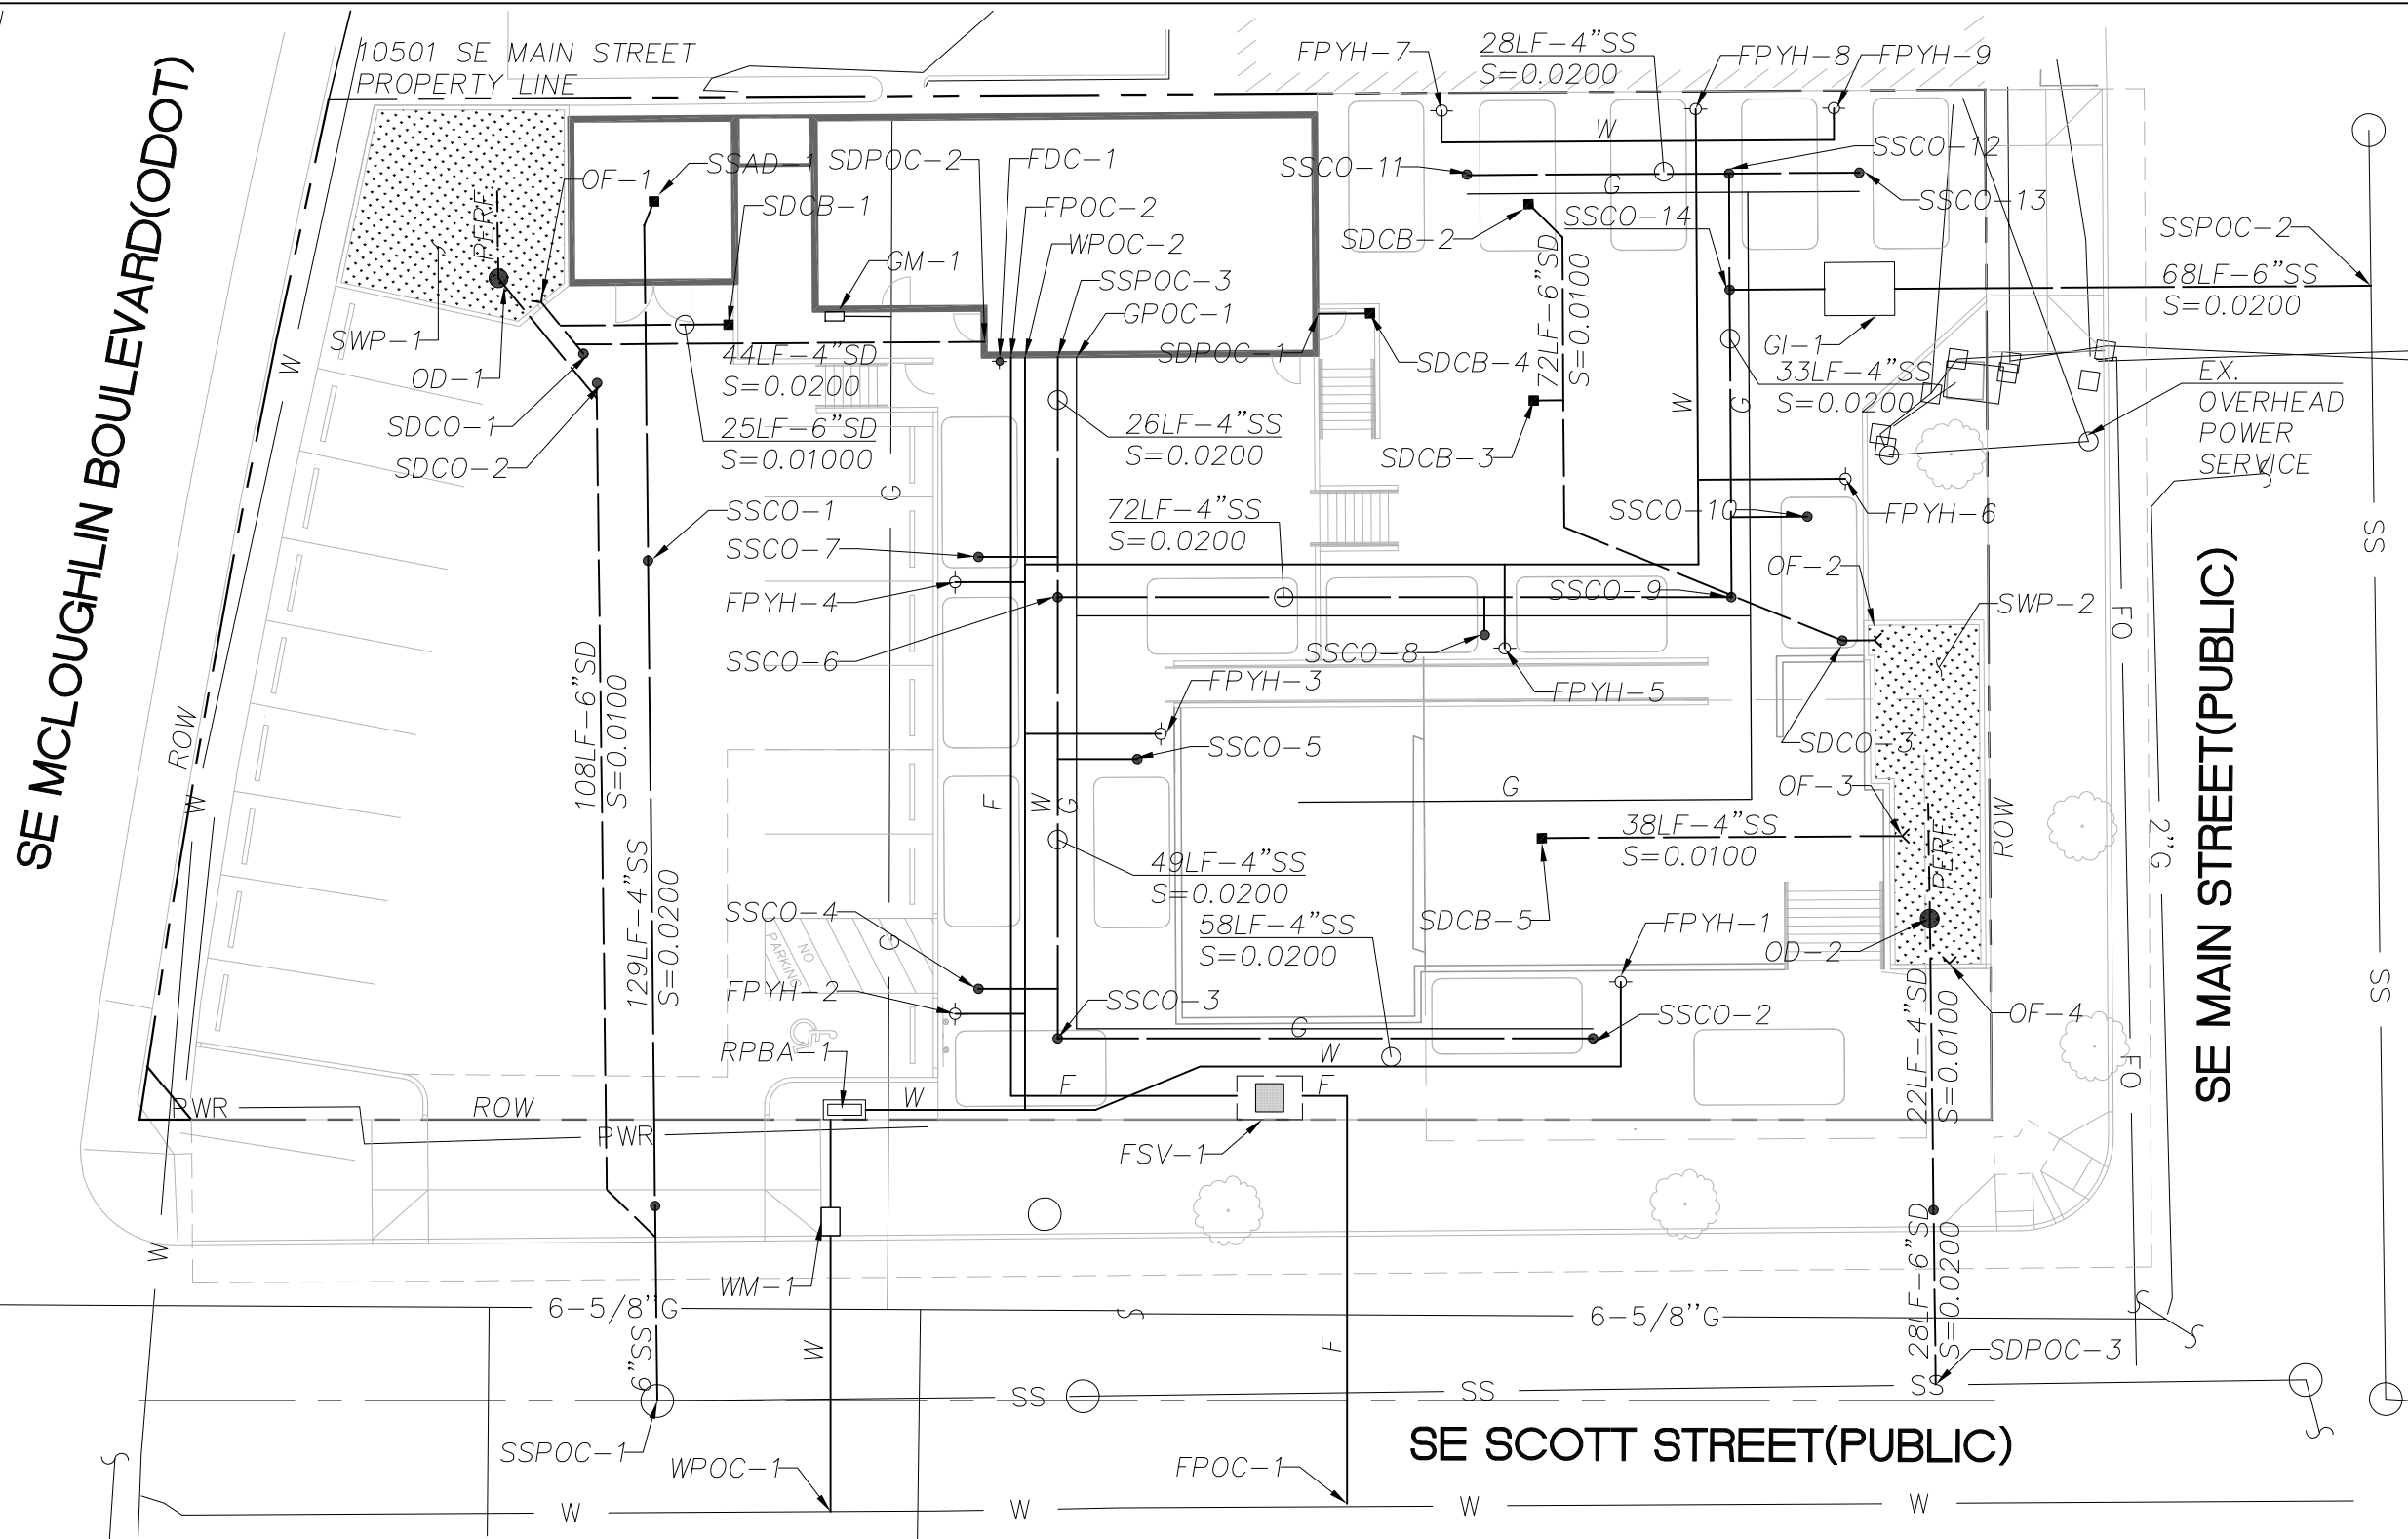 10501 SE MAIN STREET
PROPERTY LINE
SE MCLOUGHLIN BOULEVARD(ODOT)
FPYH-7
28LF-4"SS
S=0.0200
FPYH-8
FPYH-9
W
SSCO-11
SSCO-12
SSCO-13
G
SSCO-14
SDCB-2
72LF-6"SD
S=0.0100
SSPOC-2
68LF-6"SS
S=0.0200
GI-1
33LF-4"SS
S=0.0200
EX.
OVERHEAD
POWER
SERVICE
OF-1
SSAD-1
SDCB-1
SDPOC-2
FDC-1
FPOC-2
WPOC-2
SSPOC-3
GPOC-1
GM-1
PERF
SWP-1
OD-1
SDCO-1
SDCO-2
44LF-4"SD
S=0.0200
25LF-6"SD
S=0.01000
SDPOC-1
SDCB-4
SDCB-3
26LF-4"SS
S=0.0200
72LF-4"SS
S=0.0200
W
W
G
G
SSCO-1
SSCO-7
FPYH-4
SSCO-6
SSCO-10
FPYH-6
OF-2
SSCO-9
SWP-2
SSCO-8
FPYH-5
FPYH-3
SSCO-5
SDCO-3
OF-3
108LF-6"SD
S=0.0100
129LF-4"SS
S=0.0200
ROW
W
F
W
G
G
38LF-4"SS
S=0.0100
PERF
ROW
FO
2"G
SS
SS
SE MAIN STREET(PUBLIC)
49LF-4"SS
S=0.0200
58LF-4"SS
S=0.0200
SSCO-4
SDCB-5
FPYH-1
OD-2
NO
PARKING
G
FPYH-2
SSCO-3
SSCO-2
OF-4
RPBA-1
G
W
22LF-4"SD
S=0.0100
FO
PWR
ROW
PWR
W
F
F
FSV-1
W
WM-1
28LF-6"SD
S=0.0200
6-5/8"G
6-5/8"G
SDPOC-3
6"SS
W
F
SS
SS
SS
SSPOC-1
WPOC-1
FPOC-1
SE SCOTT STREET(PUBLIC)
W
W
W
W